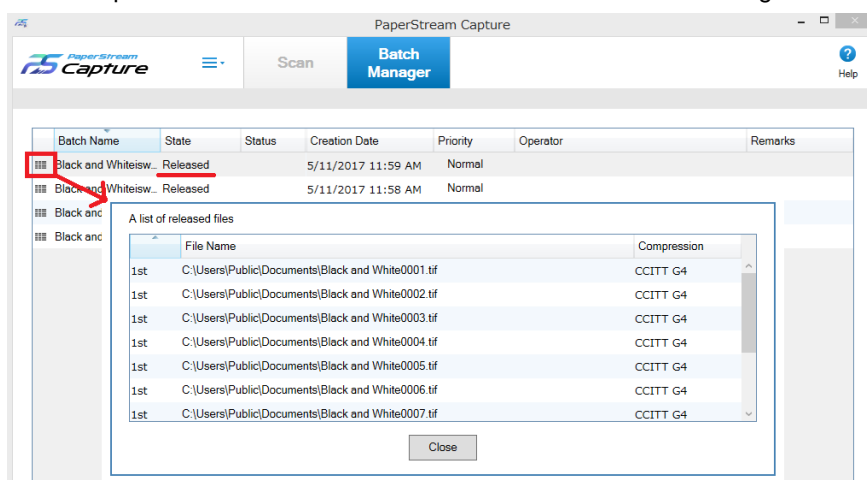 PaperStream Capture
PaperStream
Capture
Scan
Batch
Manager
?
Help
Batch Name State Status Creation Date Priority Operator Remarks
Black and Whiteisw... Released 5/11/2017 11:59 AM Normal
Black and Whiteisw... Released 5/11/2017 11:58 AM Normal
Black and
Black and
A list of released files
File Name Compression
1st C:\Users\Public\Documents\Black and White0001.tif CCITT G4
1st C:\Users\Public\Documents\Black and White0002.tif CCITT G4
1st C:\Users\Public\Documents\Black and White0003.tif CCITT G4
1st C:\Users\Public\Documents\Black and White0004.tif CCITT G4
1st C:\Users\Public\Documents\Black and White0005.tif CCITT G4
1st C:\Users\Public\Documents\Black and White0006.tif CCITT G4
1st C:\Users\Public\Documents\Black and White0007.tif CCITT G4
Close